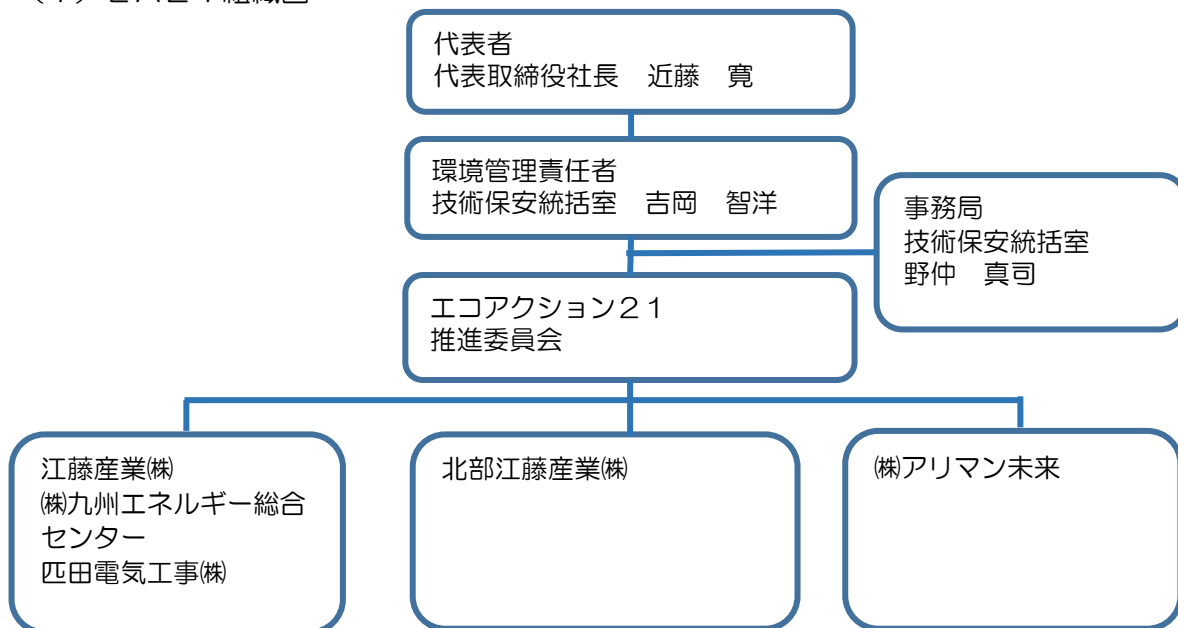 代表者
代表取締役社長　近藤　寛
環境管理責任者
技術保安統括室　吉岡　智洋
事務局
技術保安統括室
野仲　真司
エコアクション２１
推進委員会
江藤産業㈱
㈱九州エネルギー総合
センター
匹田電気工事㈱
北部江藤産業㈱
㈱アリマン未来